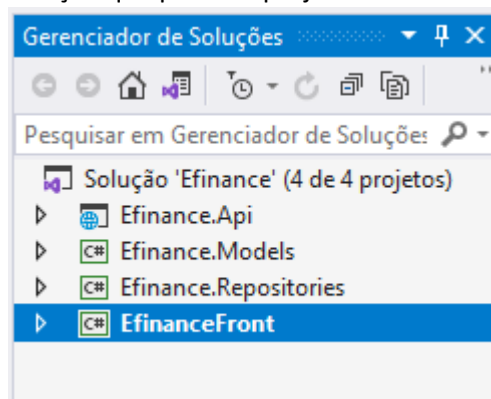 Gerenciador de Soluções
Pesquisar em Gerenciador de Soluções
Solução 'Efinance' (4 de 4 projetos)
Efinance.Api
C# Efinance.Models
C# Efinance.Repositories
C# EfinanceFront